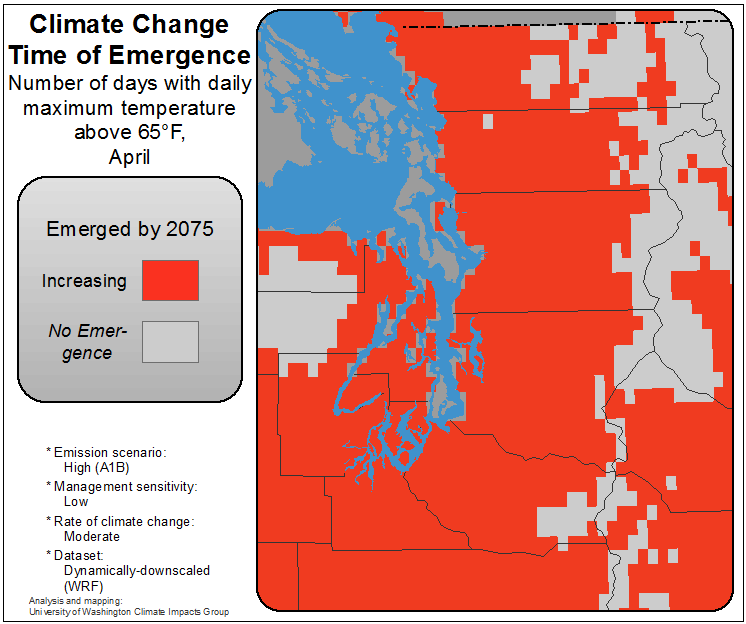 Climate Change
Time of Emergence
Number of days with daily
maximum temperature
above 65°F,
April
Emerged by 2075
Increasing
No Emer-
gence
* Emission scenario:
High (A1B)
* Management sensitivity:
Low
* Rate of climate change:
Moderate
* Dataset:
Dynamically-downscaled
(WRF)
Analysis and mapping:
University of Washington Climate Impacts Group